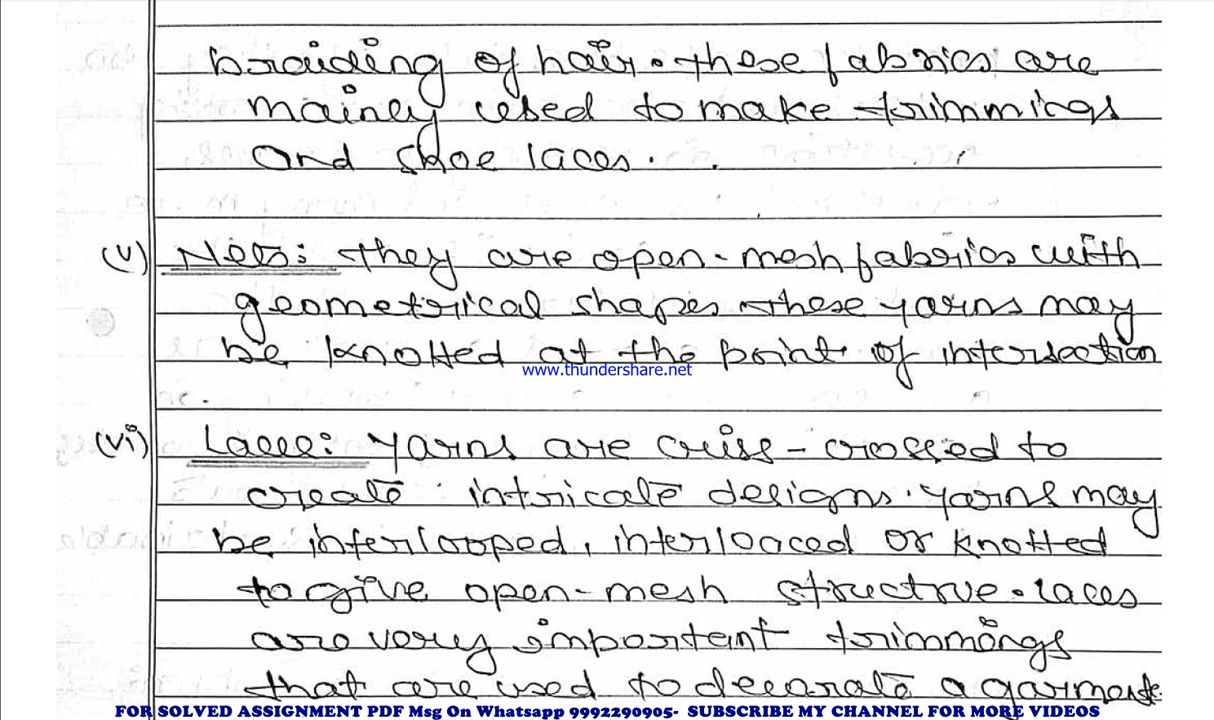 braiding of hair. these fabrics are
mainly used to make trimmings
and shoe laces.
(v) Nets: they are open-mesh fabrics with
geometrical shapes these yarns may
be knotted at the point of intersection
www.thundershare.net
(vi) Laces: yarns are criss-crossed to
create intricate designs. yarns may
be interlooped, interlaced or knotted
to give open-mesh structure. laces
are very important trimmings
that are used to decorate a garment
FOR SOLVED ASSIGNMENT PDF Msg On Whatsapp 9992290905- SUBSCRIBE MY CHANNEL FOR MORE VIDEOS